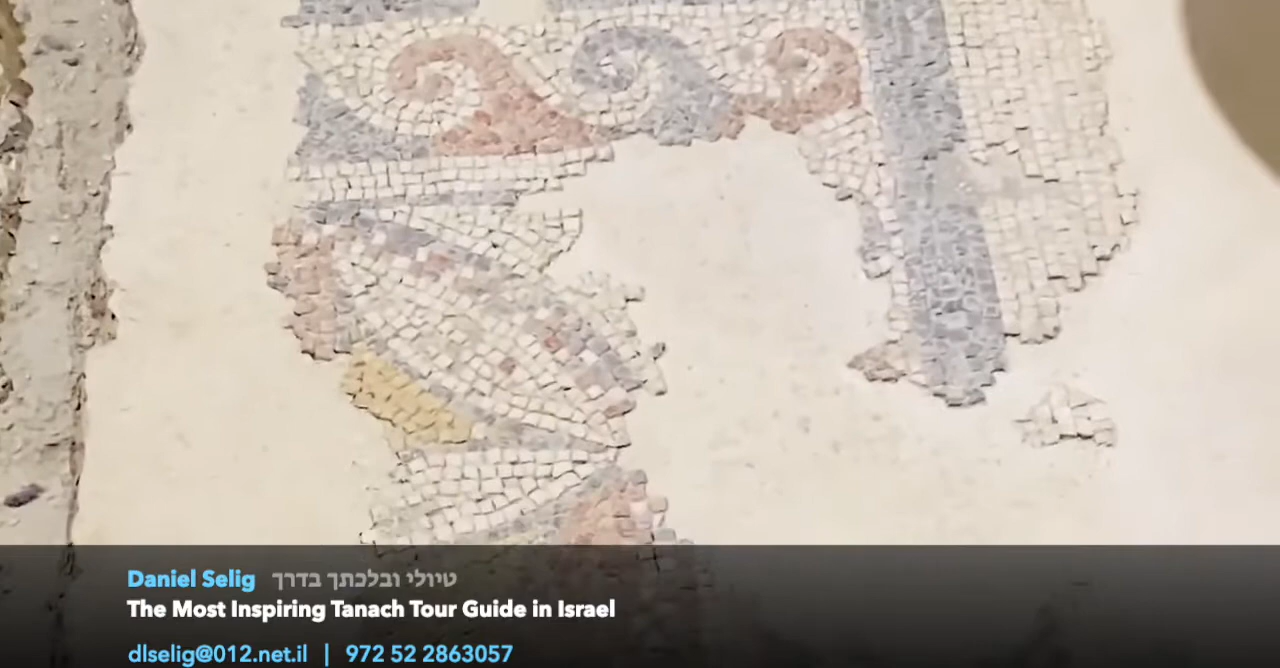 Daniel Selig טיולי ובלכתך בדרך
The Most Inspiring Tanach Tour Guide in Israel
dlselig@012.net.il | 972 52 2863057